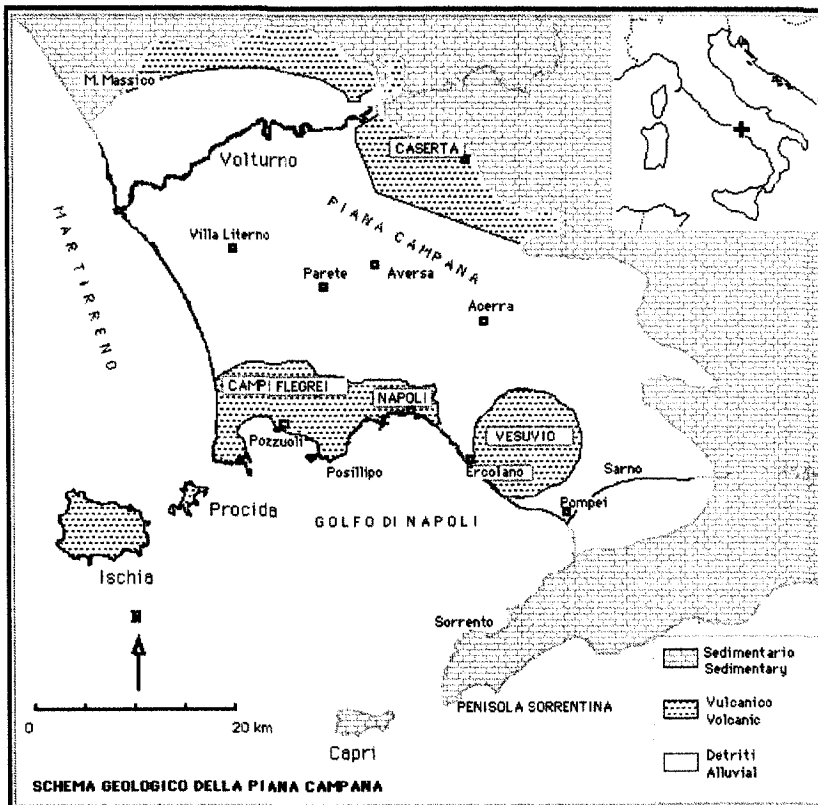 M. Massico
Volturno
CASERTA
MAR TIRRENO
PIANA CAMPANA
Villa Literno
Parete
Aversa
Acerra
CAMPI FLEGREI
NAPOLI
VESUVIO
Pozzuoli
Posillipo
Ercolano
Sarno
Procida
Pompei
GOLFO DI NAPOLI
Ischia
N
Sorrento
Sedimentario
Sedimentary
PENISOLA SORRENTINA
Vulcanico
Volcanic
0 20 km
Capri
Detriti
Alluvial
SCHEMA GEOLOGICO DELLA PIANA CAMPANA